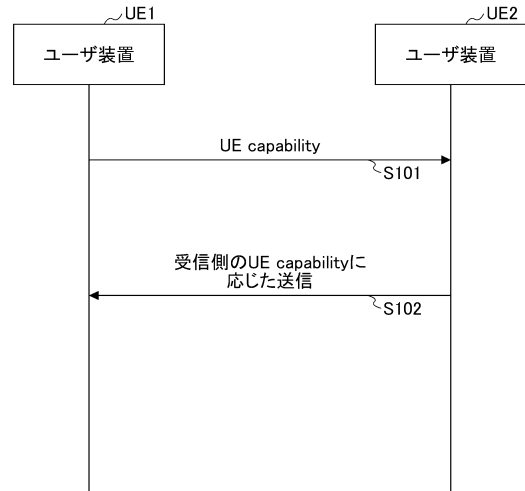 UE1
UE2
ユーザ装置
ユーザ装置
UE capability
S101
受信側のUE capabilityに
応じた送信
S102